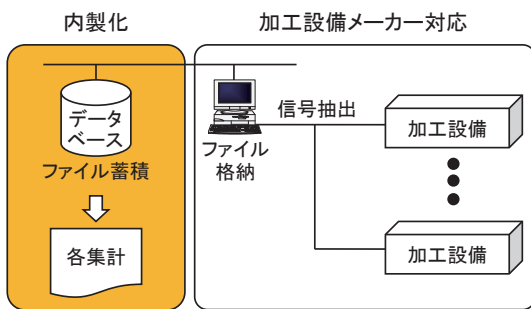 内製化
加工設備メーカー対応
データ
ベース
ファイル蓄積
各集計
ファイル
格納
信号抽出
加工設備
加工設備